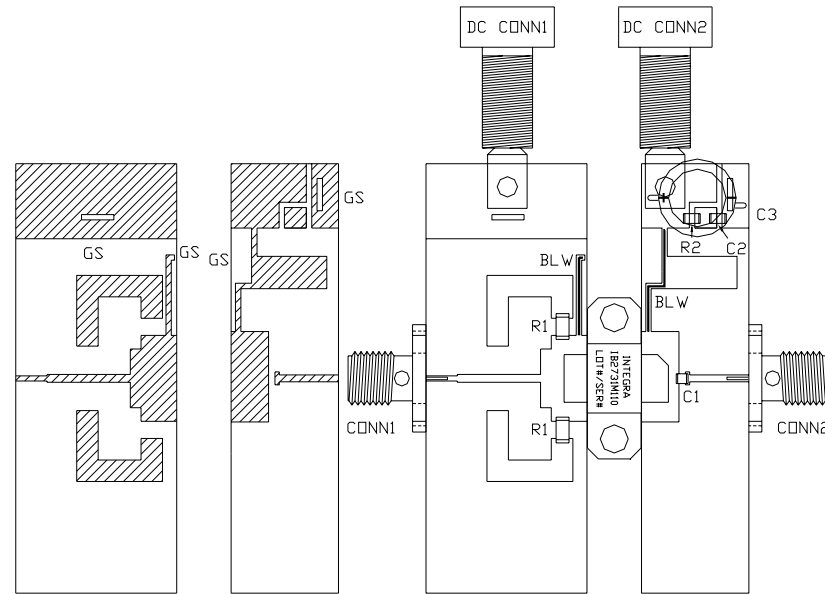 DC CONN1
DC CONN2
GS
GS
GS
GS
C3
R2
C2
BLW
BLW
R1
INTEGRA
IB2731M110
LOT#/SER#
C1
CONN1
CONN2
R1